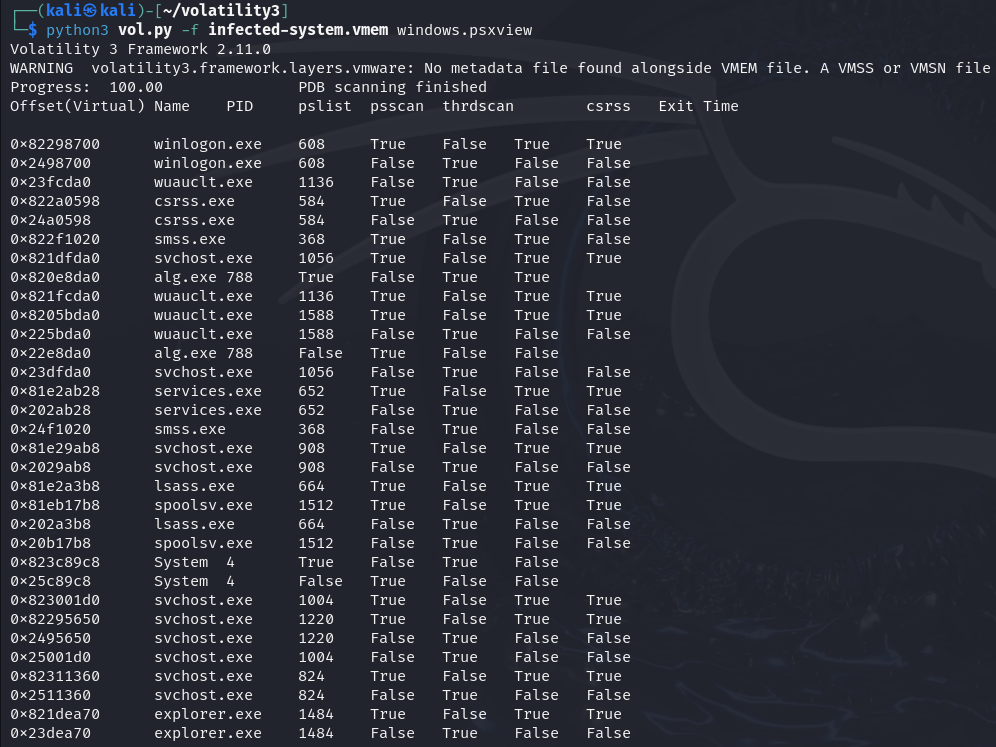 ┌──(kali㉿kali)-[~/volatility3]
└─$ python3 vol.py -f infected-system.vmem windows.psxview
Volatility 3 Framework 2.11.0
WARNING  volatility3.framework.layers.vmware: No metadata file found alongside VMEM file. A VMSS or VMSN file
Progress:  100.00               PDB scanning finished
Offset(Virtual) Name    PID     pslist  psscan  thrdscan        csrss   Exit Time
0×82298700      winlogon.exe    608     True    False   True    True
0×2498700       winlogon.exe    608     False   True    False   False
0×23fcda0       wuauclt.exe     1136    False   True    False   False
0×822a0598      csrss.exe       584     True    False   True    False
0×24a0598       csrss.exe       584     False   True    False   False
0×822f1020      smss.exe        368     True    False   True    False
0×821dfda0      svchost.exe     1056    True    False   True    True
0×820e8da0      alg.exe 788     True    False   True    True
0×821fcda0      wuauclt.exe     1136    True    False   True    True
0×8205bda0      wuauclt.exe     1588    True    False   True    True
0×225bda0       wuauclt.exe     1588    False   True    False   False
0×22e8da0       alg.exe 788     False   True    False   False
0×23dfda0       svchost.exe     1056    False   True    False   False
0×81e2ab28      services.exe    652     True    False   True    True
0×202ab28       services.exe    652     False   True    False   False
0×24f1020       smss.exe        368     False   True    False   False
0×81e29ab8      svchost.exe     908     True    False   True    True
0×2029ab8       svchost.exe     908     False   True    False   False
0×81e2a3b8      lsass.exe       664     True    False   True    True
0×81eb17b8      spoolsv.exe     1512    True    False   True    True
0×202a3b8       lsass.exe       664     False   True    False   False
0×20b17b8       spoolsv.exe     1512    False   True    False   False
0×823c89c8      System  4       True    False   True    False
0×25c89c8       System  4       False   True    False   False
0×823001d0      svchost.exe     1004    True    False   True    True
0×82295650      svchost.exe     1220    True    False   True    True
0×2495650       svchost.exe     1220    False   True    False   False
0×25001d0       svchost.exe     1004    False   True    False   False
0×82311360      svchost.exe     824     True    False   True    True
0×2511360       svchost.exe     824     False   True    False   False
0×821dea70      explorer.exe    1484    True    False   True    True
0×23dea70       explorer.exe    1484    False   True    False   False